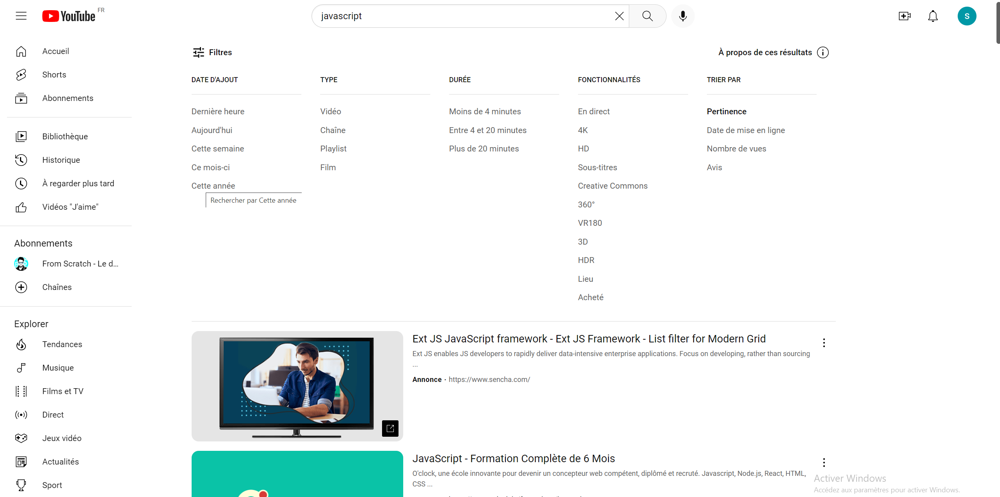 YouTube FR
javascript
S
Accueil
Shorts
Abonnements
Bibliothèque
Historique
À regarder plus tard
Vidéos "J'aime"
Abonnements
From Scratch - Le d...
Chaînes
Explorer
Tendances
Musique
Films et TV
Direct
Jeux vidéo
Actualités
Sport
Filtres
À propos de ces résultats
DATE D'AJOUT
Dernière heure
Aujourd'hui
Cette semaine
Ce mois-ci
Cette année
Rechercher par Cette année
TYPE
Vidéo
Chaîne
Playlist
Film
DURÉE
Moins de 4 minutes
Entre 4 et 20 minutes
Plus de 20 minutes
FONCTIONNALITÉS
En direct
4K
HD
Sous-titres
Creative Commons
360°
VR180
3D
HDR
Lieu
Acheté
TRIER PAR
Pertinence
Date de mise en ligne
Nombre de vues
Avis
Ext JS JavaScript framework - Ext JS Framework - List filter for Modern Grid
Ext JS enables JS developers to rapidly deliver data-intensive enterprise applications. Focus on developing, rather than sourcing
...
Annonce · https://www.sencha.com/
JavaScript - Formation Complète de 6 Mois
O'clock, une école innovante pour devenir un concepteur web compétent, diplômé et recruté. Javascript, Node.js, React, HTML,
CSS ...
Activer Windows
Accédez aux paramètres pour activer Windows.